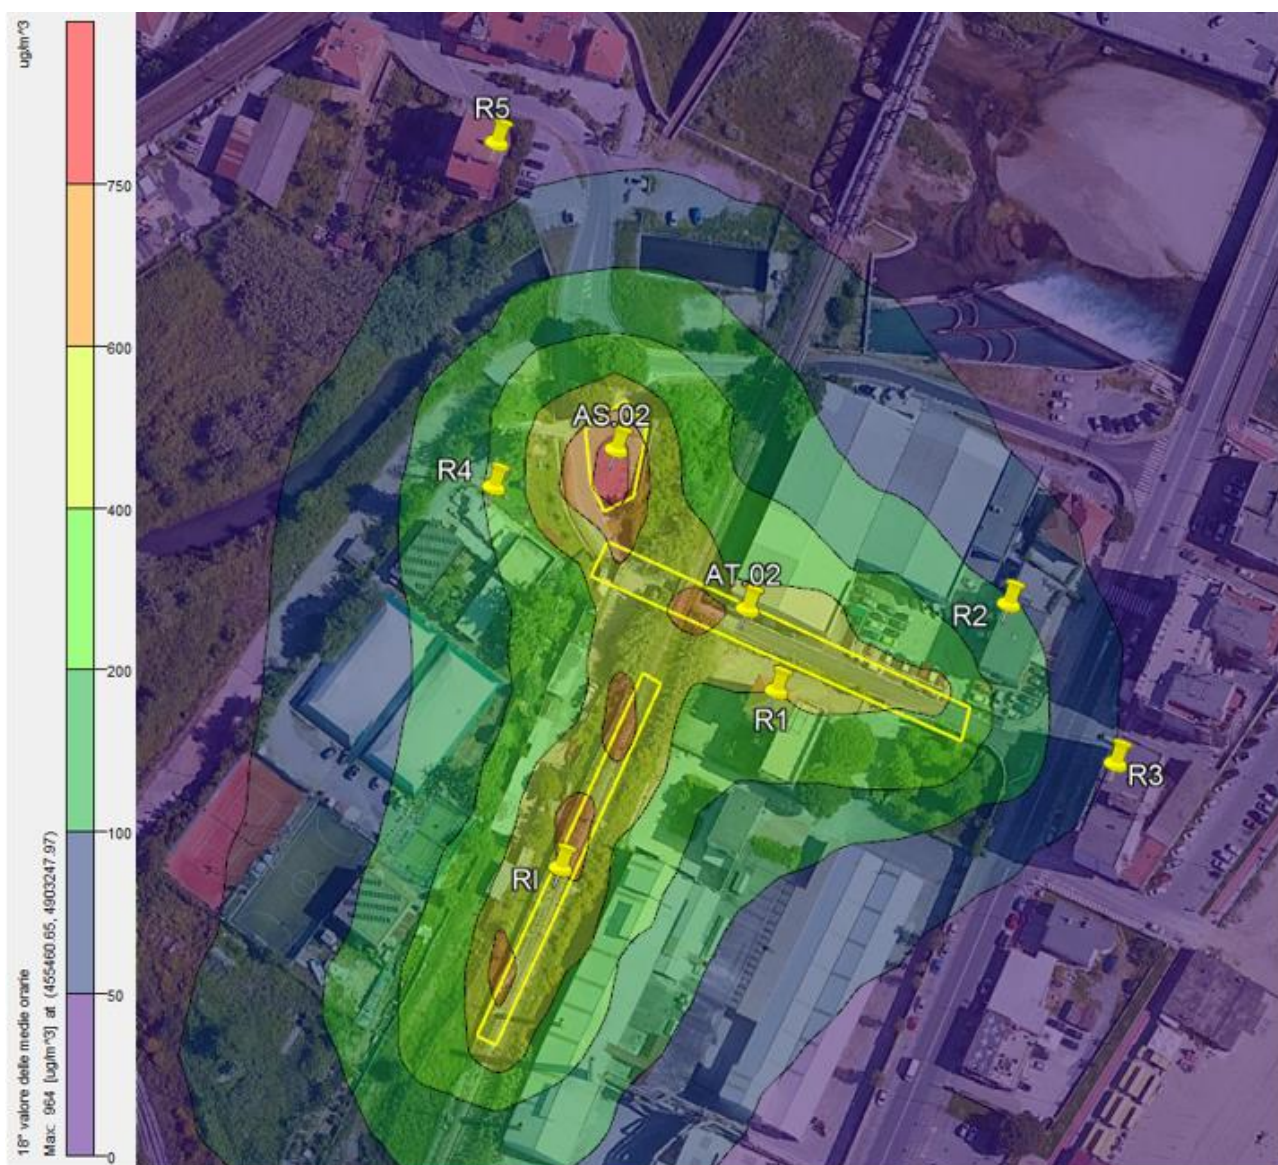 ug/m^3
750
600
400
200
100
50
0
18° valore delle medie orarie
Max: 964 [ug/m^3] at (455460.65, 4903247.97)
R5
AS.02
R4
AT.02
R2
R1
R3
RI